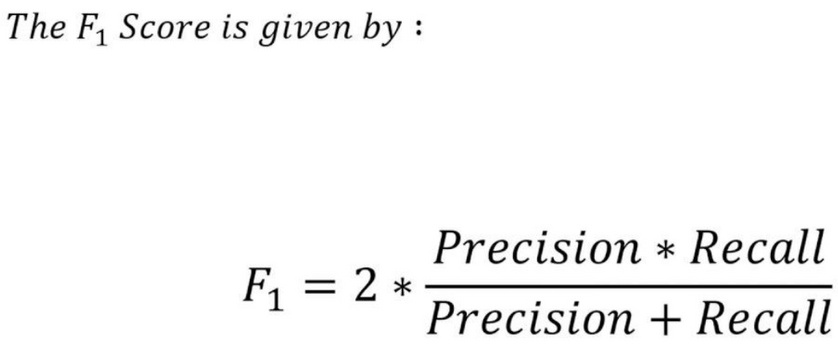 The F₁ Score is given by :
F₁ = 2 * Precision * Recall / Precision + Recall